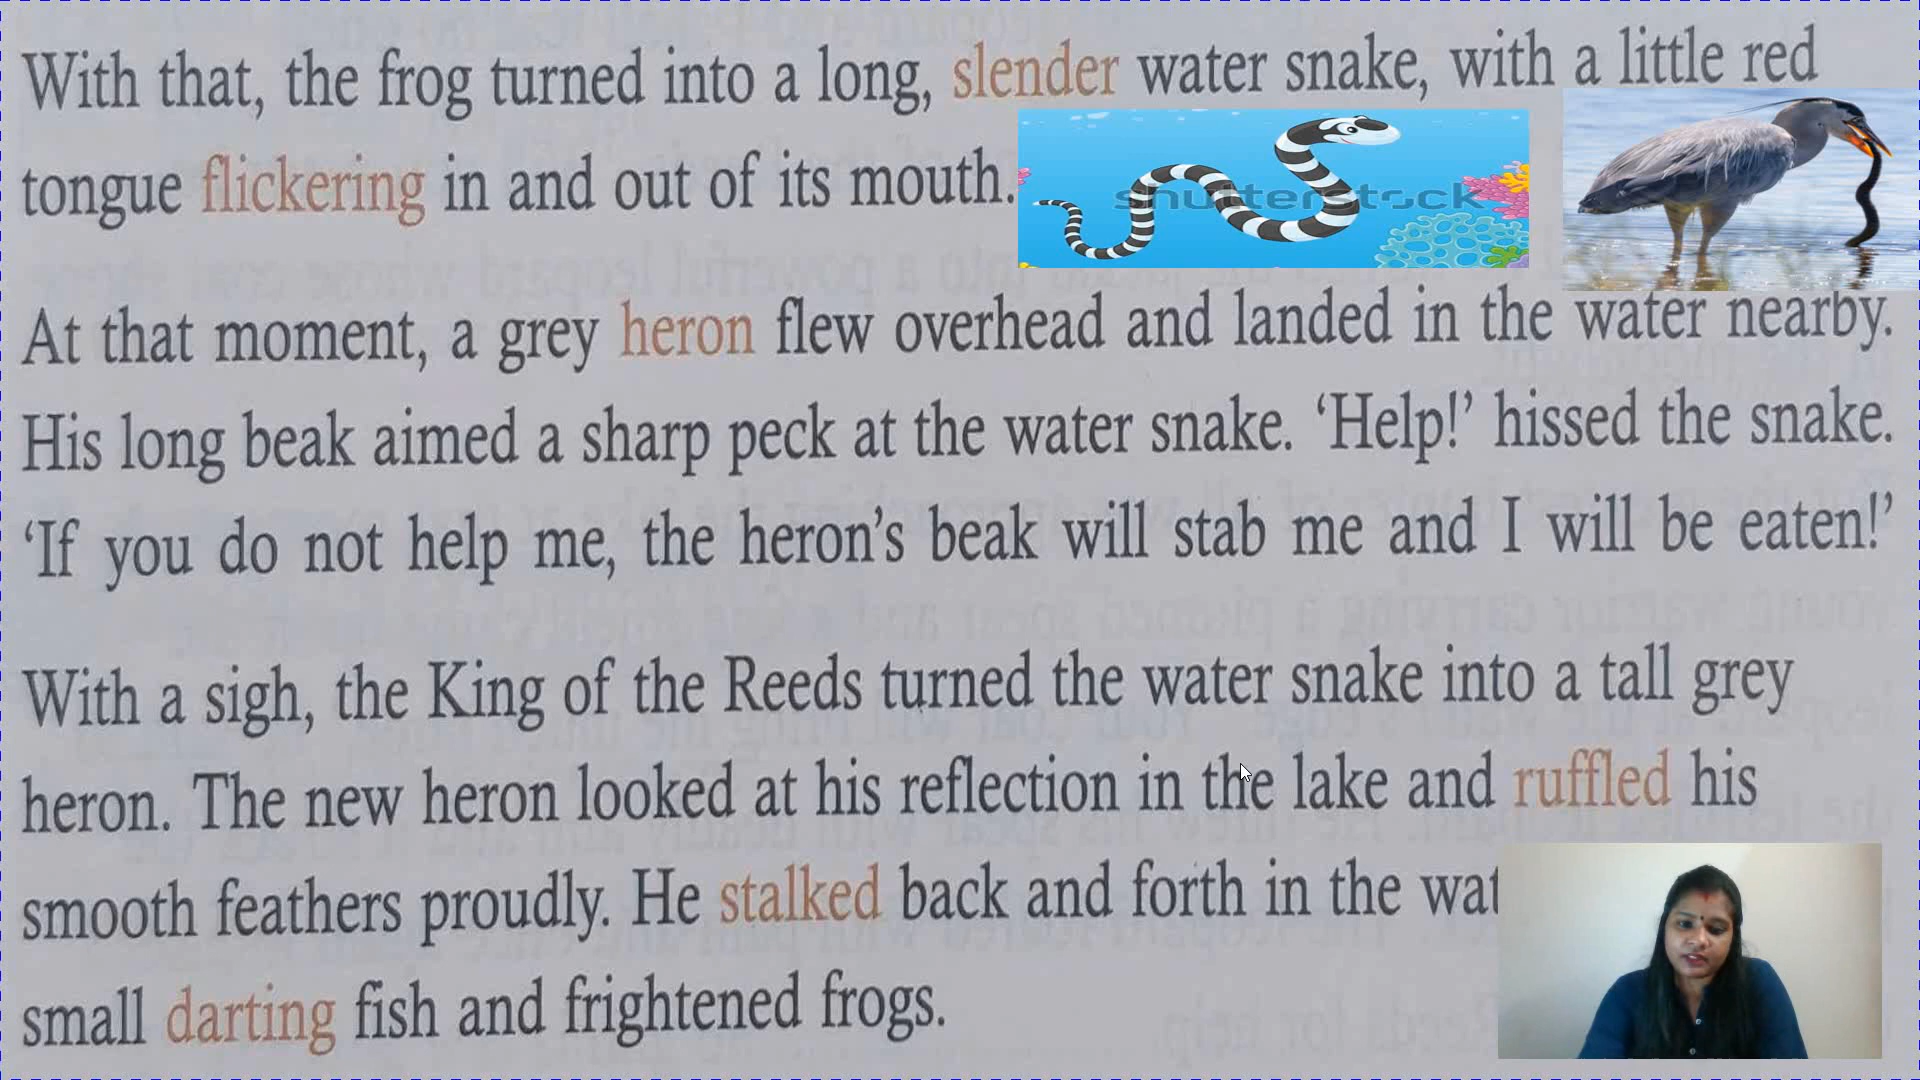 With that, the frog turned into a long, slender water snake, with a little red
tongue flickering in and out of its mouth.
shutterstock
At that moment, a grey heron flew overhead and landed in the water nearby.
His long beak aimed a sharp peck at the water snake. ‘Help!’ hissed the snake.
‘If you do not help me, the heron’s beak will stab me and I will be eaten!’
With a sigh, the King of the Reeds turned the water snake into a tall grey
heron. The new heron looked at his reflection in the lake and ruffled his
smooth feathers proudly. He stalked back and forth in the
small darting fish and frightened frogs.